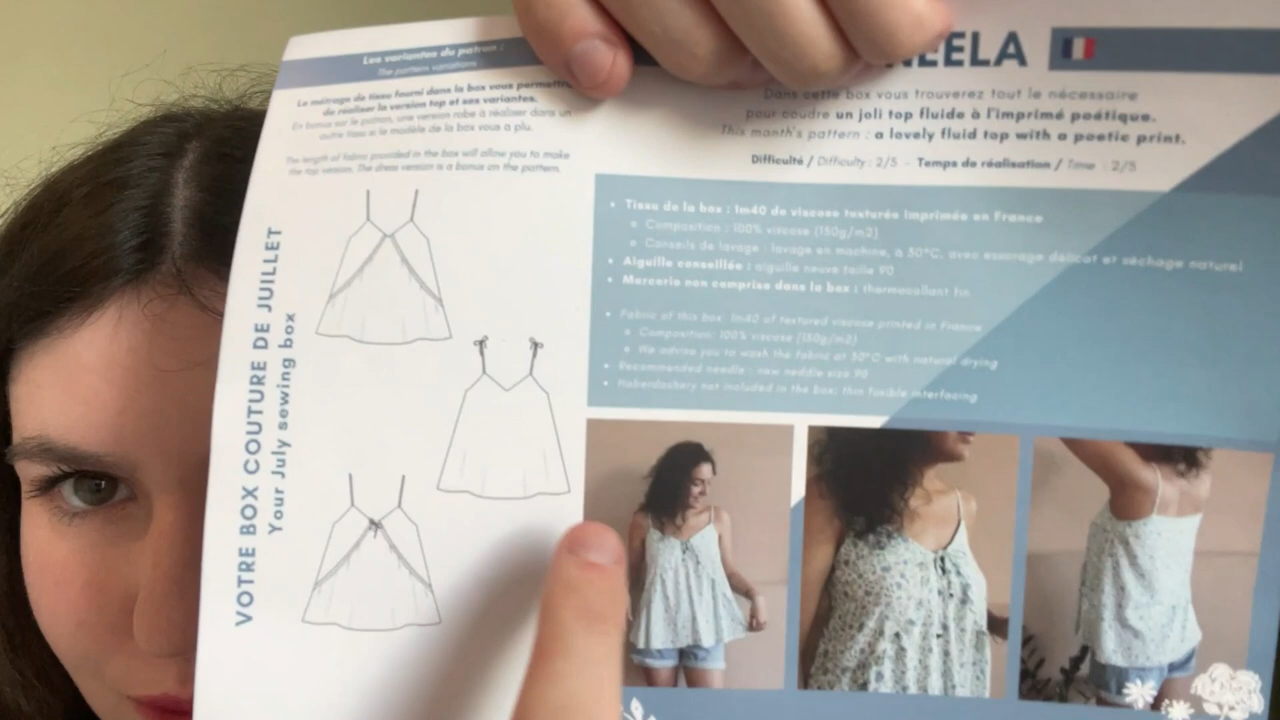 Les variantes du patron :
The pattern variations
Le métrage de tissu fourni dans la box vous permettra
de réaliser la version top et ses variantes.
En bonus sur le patron, une version robe à réaliser dans un
autre tissu si le modèle de la box vous a plu.
The length of fabric provided in the box will allow you to make
the top version. The dress version is a bonus on the pattern.
VOTRE BOX COUTURE DE JUILLET
Your July sewing box
EELA
Dans cette box vous trouverez tout le nécessaire
pour coudre un joli top fluide à l'imprimé poétique.
This month's pattern : a lovely fluid top with a poetic print.
Difficulté / Difficulty : 2/5 - Temps de réalisation / Time : 2/5
Tissu de la box : 1m40 de viscose texturée imprimée en France
Composition : 100% viscose (130g/m2)
Conseils de lavage : lavage en machine, à 30°C, avec essorage délicat et séchage naturel
Aiguille conseillée : aiguille neuve taille 90
Mercerie non comprise dans la box : thermocollant fin
Fabric of this box: 1m40 of textured viscose printed in France
Composition: 100% viscose (130g/m2)
We advise you to wash the fabric at 30°C with natural drying
Recommended needle : new neddle size 90
Haberdashery not included in the box: thin fusible interfacing